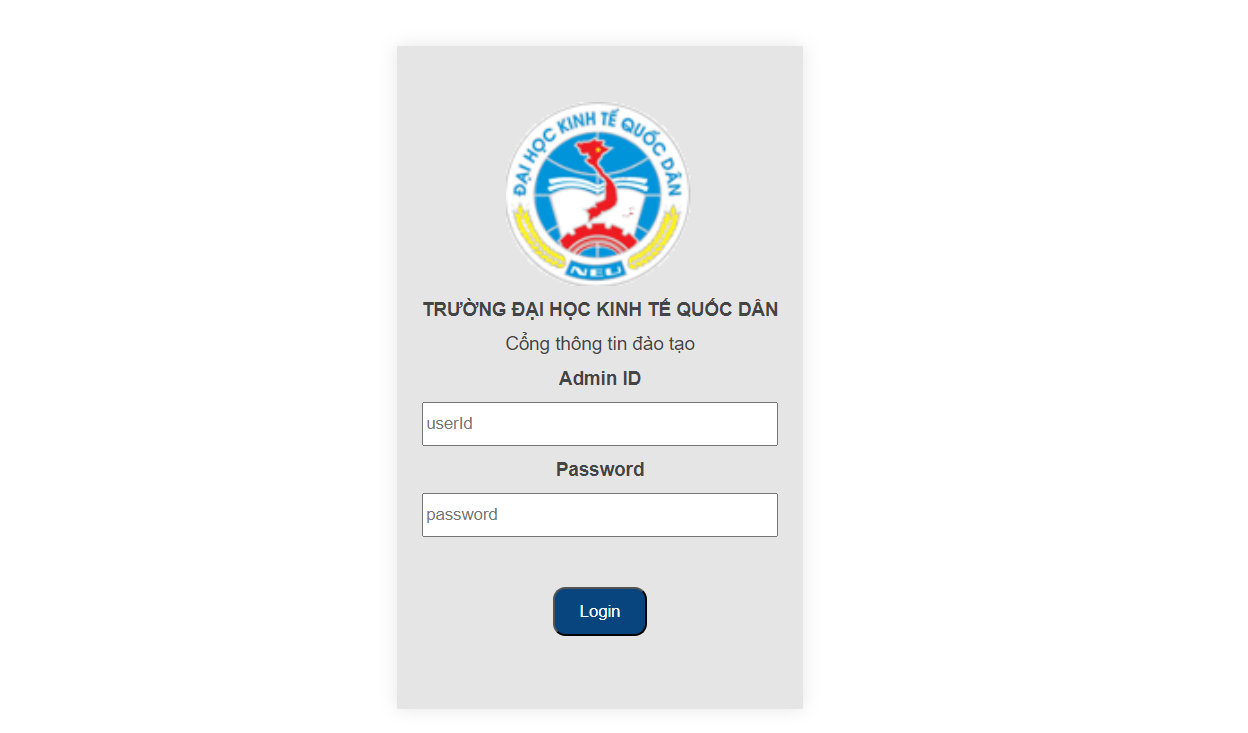 ĐẠI HỌC KINH TẾ QUỐC DÂN
NEU
TRƯỜNG ĐẠI HỌC KINH TẾ QUỐC DÂN
Cổng thông tin đào tạo
Admin ID
userId
Password
password
Login